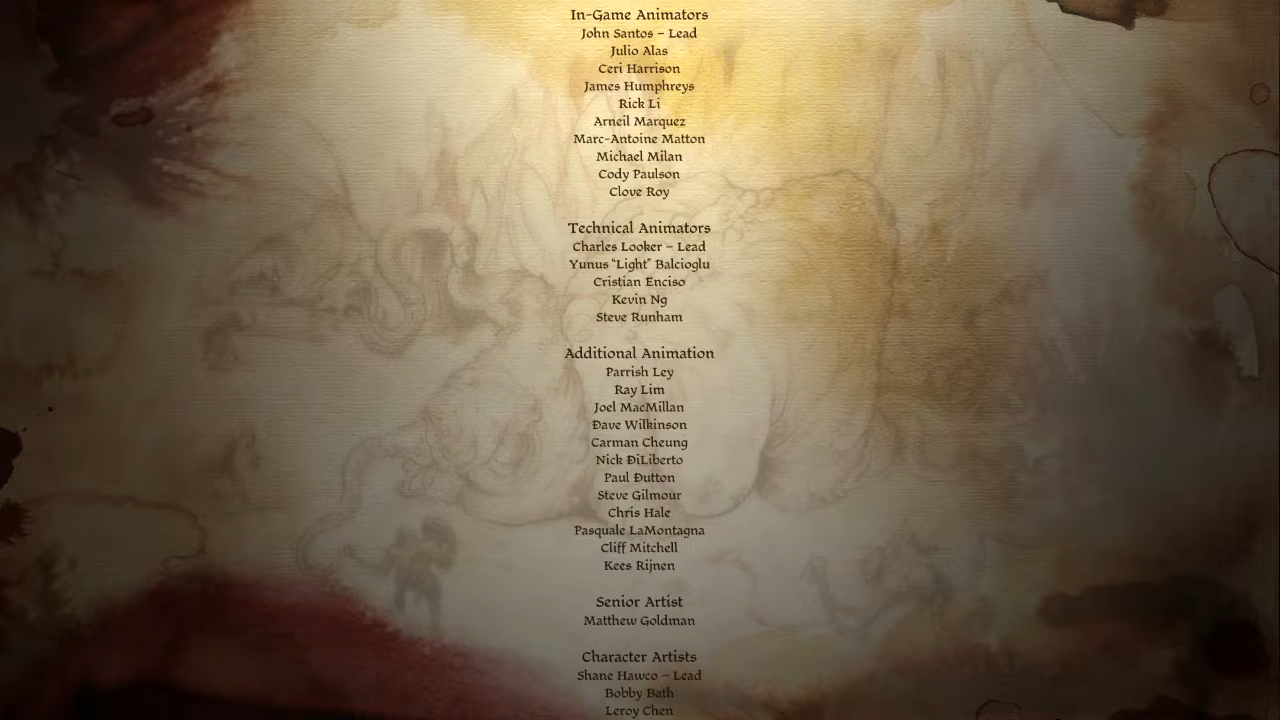 In-Game Animators
John Santos – Lead
Julio Alas
Ceri Harrison
James Humphreys
Rick Li
Arneil Marquez
Marc-Antoine Matton
Michael Milan
Cody Paulson
Clove Roy
Technical Animators
Charles Looker – Lead
Yunus "Light" Balcioglu
Cristian Enciso
Kevin Ng
Steve Runham
Additional Animation
Parrish Ley
Ray Lim
Joel MacMillan
Dave Wilkinson
Carman Cheung
Nick DiLiberto
Paul Dutton
Steve Gilmour
Chris Hale
Pasquale LaMontagna
Cliff Mitchell
Kees Rijnen
Senior Artist
Matthew Goldman
Character Artists
Shane Hawco – Lead
Bobby Bath
Leroy Chen